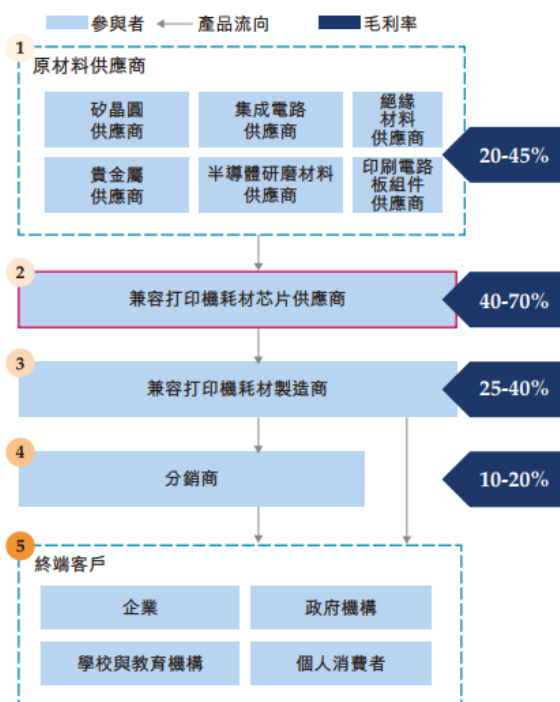 參與者 產品流向 毛利率
1
原材料供應商
矽晶圓
供應商
集成電路
供應商
絕緣
材料
供應商
貴金屬
供應商
半導體研磨材料
供應商
印刷電路
板組件
供應商
20-45%
2
兼容打印機耗材芯片供應商
40-70%
3
兼容打印機耗材製造商
25-40%
4
分銷商
10-20%
5
終端客戶
企業
政府機構
學校與教育機構
個人消費者